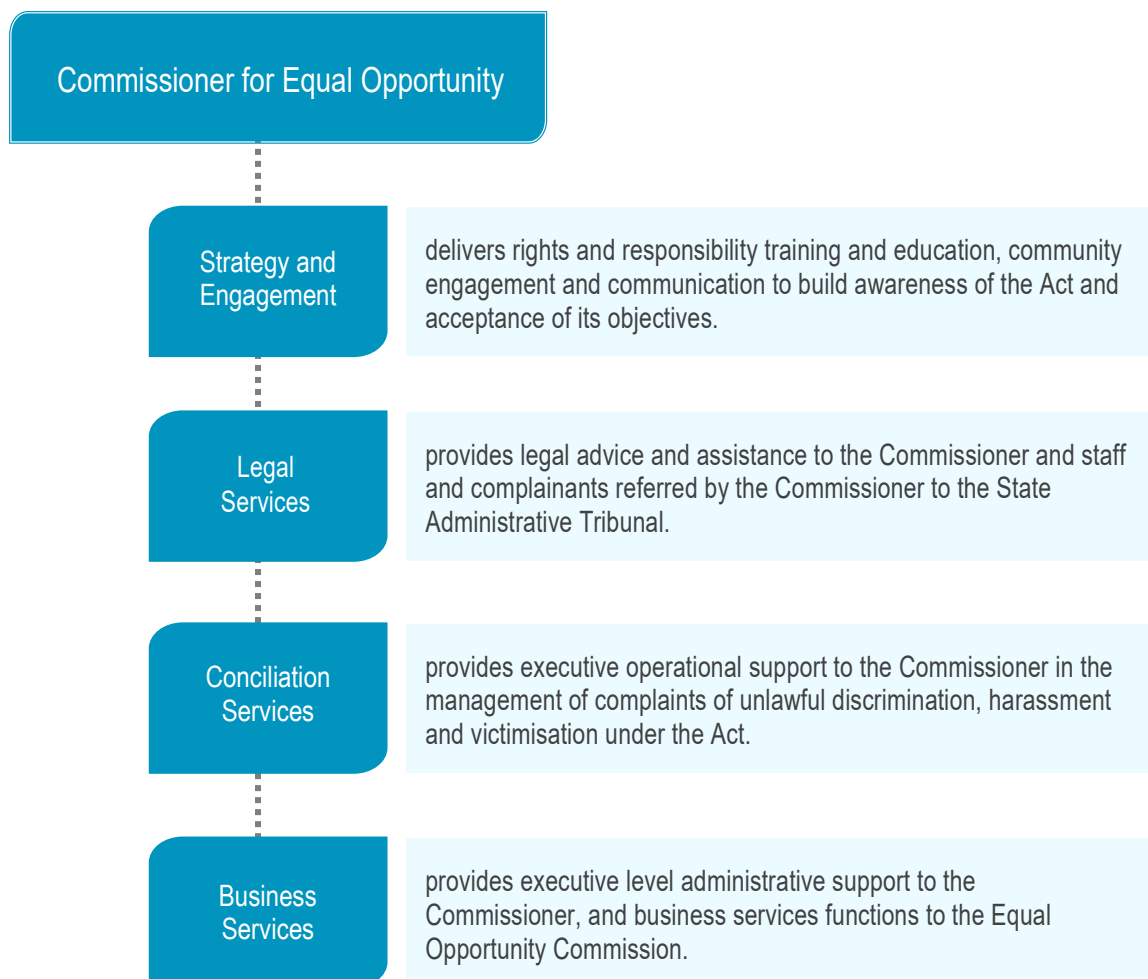 Commissioner for Equal Opportunity
Strategy and
Engagement
delivers rights and responsibility training and education, community
engagement and communication to build awareness of the Act and
acceptance of its objectives.
Legal
Services
provides legal advice and assistance to the Commissioner and staff
and complainants referred by the Commissioner to the State
Administrative Tribunal.
Conciliation
Services
provides executive operational support to the Commissioner in the
management of complaints of unlawful discrimination, harassment
and victimisation under the Act.
Business
Services
provides executive level administrative support to the
Commissioner, and business services functions to the Equal
Opportunity Commission.